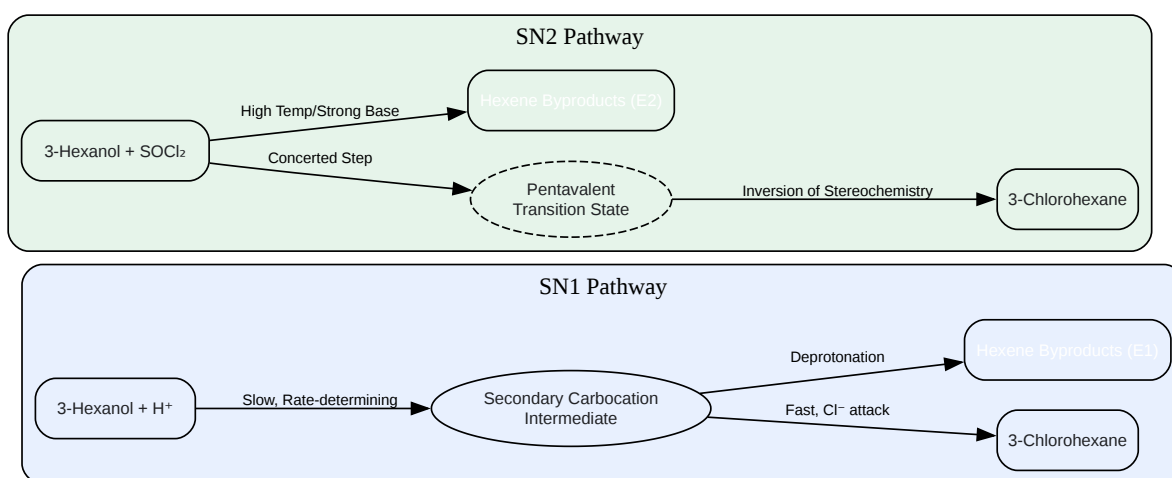 SN2 Pathway
Hexene Byproducts (E2)
High Temp/Strong Base
3-Hexanol + SOCl₂
Concerted Step
Pentavalent
Transition State
Inversion of Stereochemistry
3-Chlorohexane
SN1 Pathway
Hexene Byproducts (E1)
Deprotonation
3-Hexanol + H⁺
Slow, Rate-determining
Secondary Carbocation
Intermediate
Fast, Cl⁻ attack
3-Chlorohexane